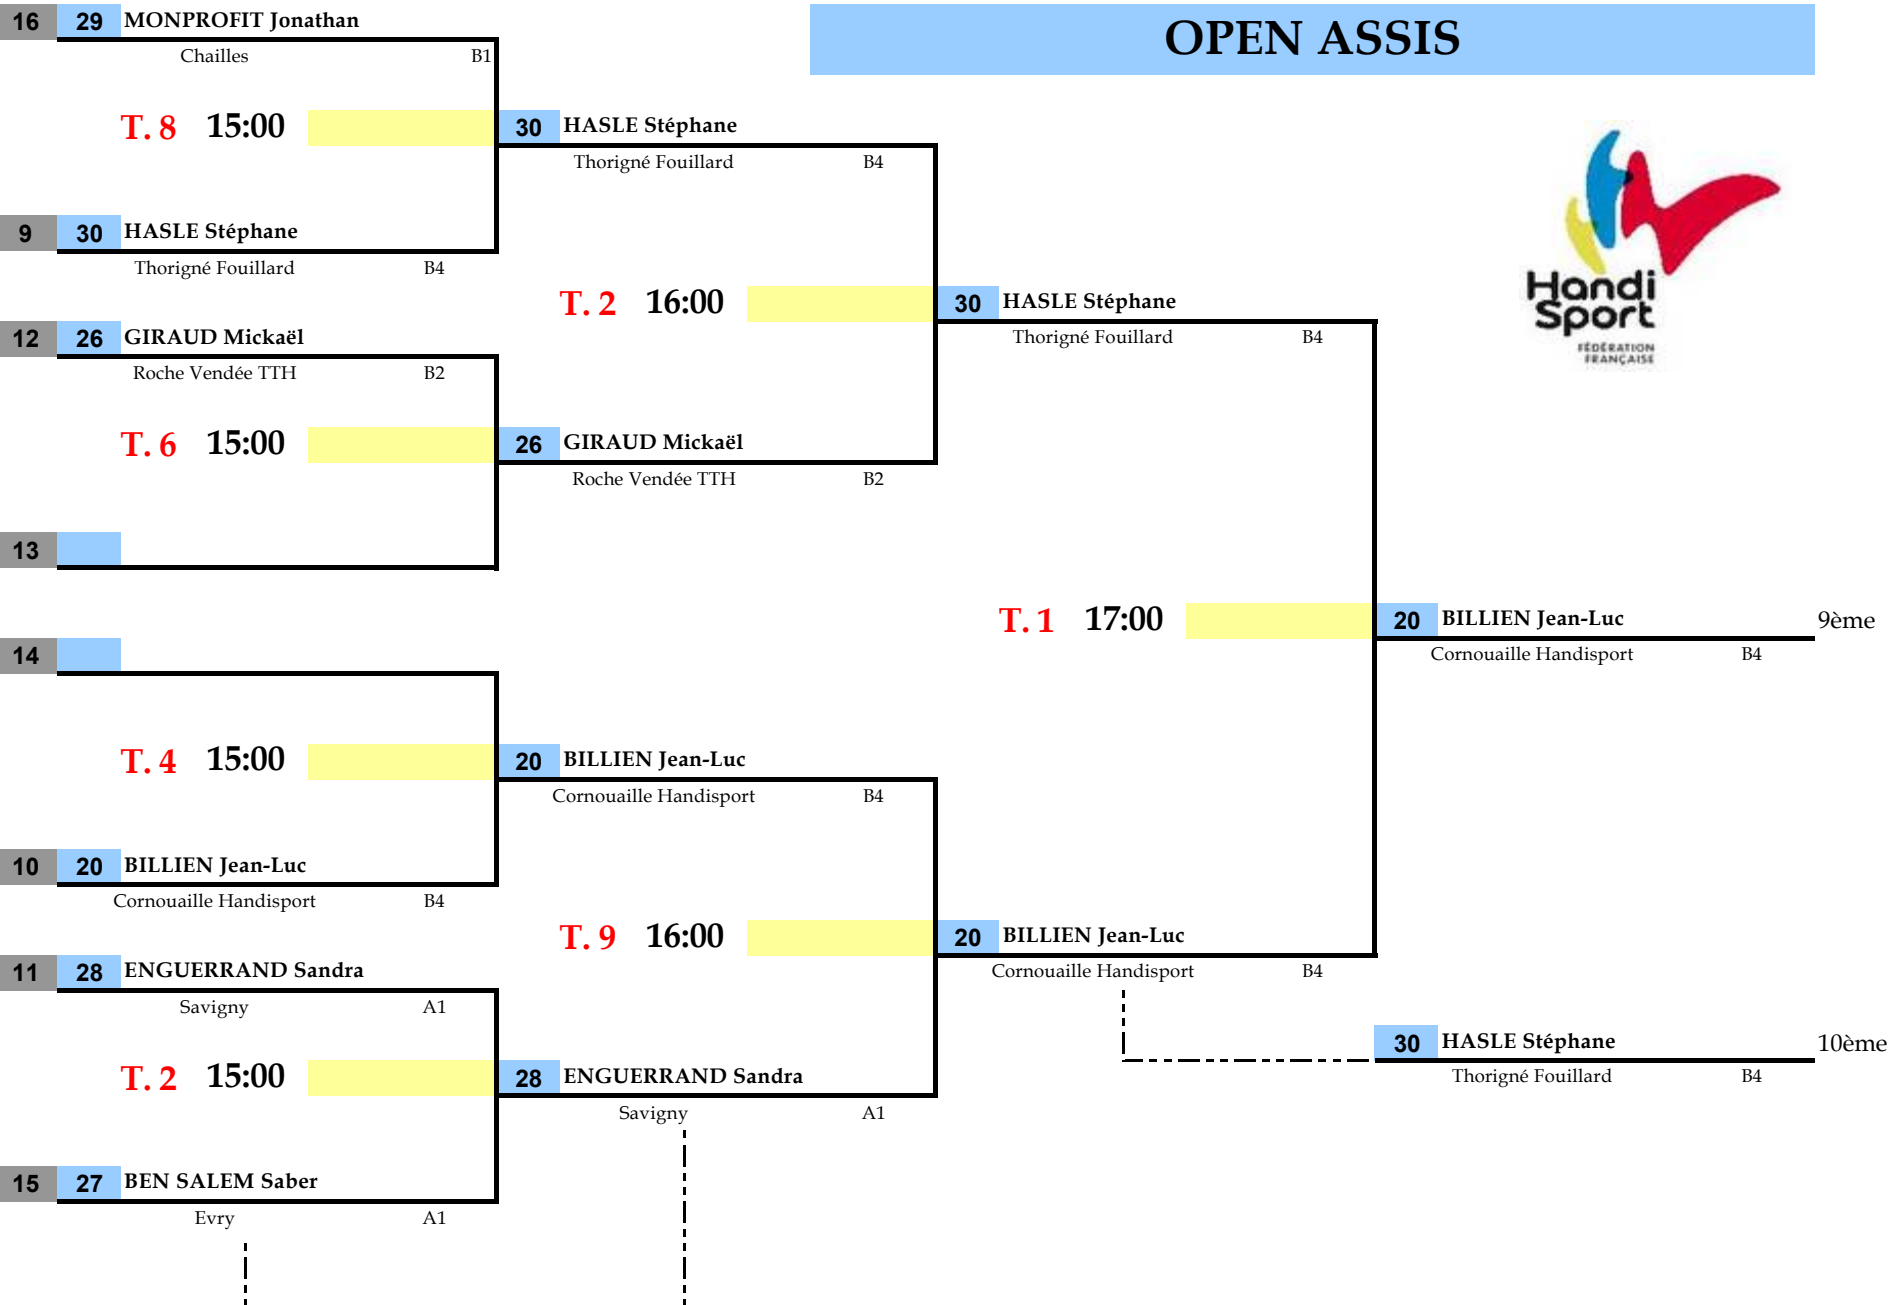 OPEN ASSIS
16 29 MONPROFIT Jonathan
Chailles B1
T. 8 15:00
30 HASLE Stéphane
Thorigné Fouillard B4
9 30 HASLE Stéphane
Thorigné Fouillard B4
T. 2 16:00
30 HASLE Stéphane
Thorigné Fouillard B4
Handi
Sport
FÉDÉRATION
FRANÇAISE
12 26 GIRAUD Mickaël
Roche Vendée TTH B2
T. 6 15:00
26 GIRAUD Mickaël
Roche Vendée TTH B2
13
T. 1 17:00
20 BILLIEN Jean-Luc 9ème
Cornouaille Handisport B4
14
T. 4 15:00
20 BILLIEN Jean-Luc
Cornouaille Handisport B4
10 20 BILLIEN Jean-Luc
Cornouaille Handisport B4
T. 9 16:00
20 BILLIEN Jean-Luc
Cornouaille Handisport B4
11 28 ENGUERRAND Sandra
Savigny A1
30 HASLE Stéphane 10ème
Thorigné Fouillard B4
T. 2 15:00
28 ENGUERRAND Sandra
Savigny A1
15 27 BEN SALEM Saber
Evry A1